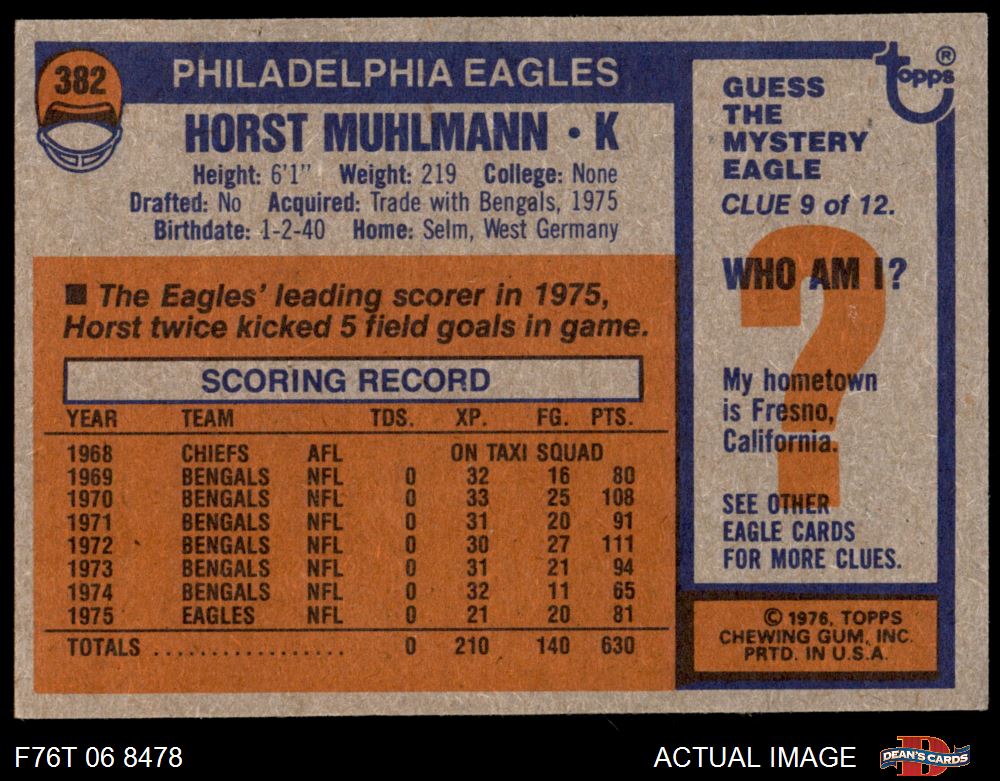 382
PHILADELPHIA EAGLES
HORST MUHLMANN • K
Height: 6'1" Weight: 219 College: None
Drafted: No Acquired: Trade with Bengals, 1975
Birthdate: 1-2-40 Home: Selm, West Germany
■ The Eagles' leading scorer in 1975,
Horst twice kicked 5 field goals in game.
SCORING RECORD
YEAR TEAM TDS. XP. FG. PTS.
1968 CHIEFS AFL ON TAXI SQUAD
1969 BENGALS NFL 0 32 16 80
1970 BENGALS NFL 0 33 25 108
1971 BENGALS NFL 0 31 20 91
1972 BENGALS NFL 0 30 27 111
1973 BENGALS NFL 0 31 21 94
1974 BENGALS NFL 0 32 11 65
1975 EAGLES NFL 0 21 20 81
TOTALS .................. 0 210 140 630
topps®
GUESS
THE
MYSTERY
EAGLE
CLUE 9 of 12.
?
WHO AM I?
My hometown
is Fresno,
California.
SEE OTHER
EAGLE CARDS
FOR MORE CLUES.
© 1976, TOPPS
CHEWING GUM, INC.
PRTD. IN U.S.A.
F76T 06 8478
ACTUAL IMAGE
D
DEAN'S CARDS